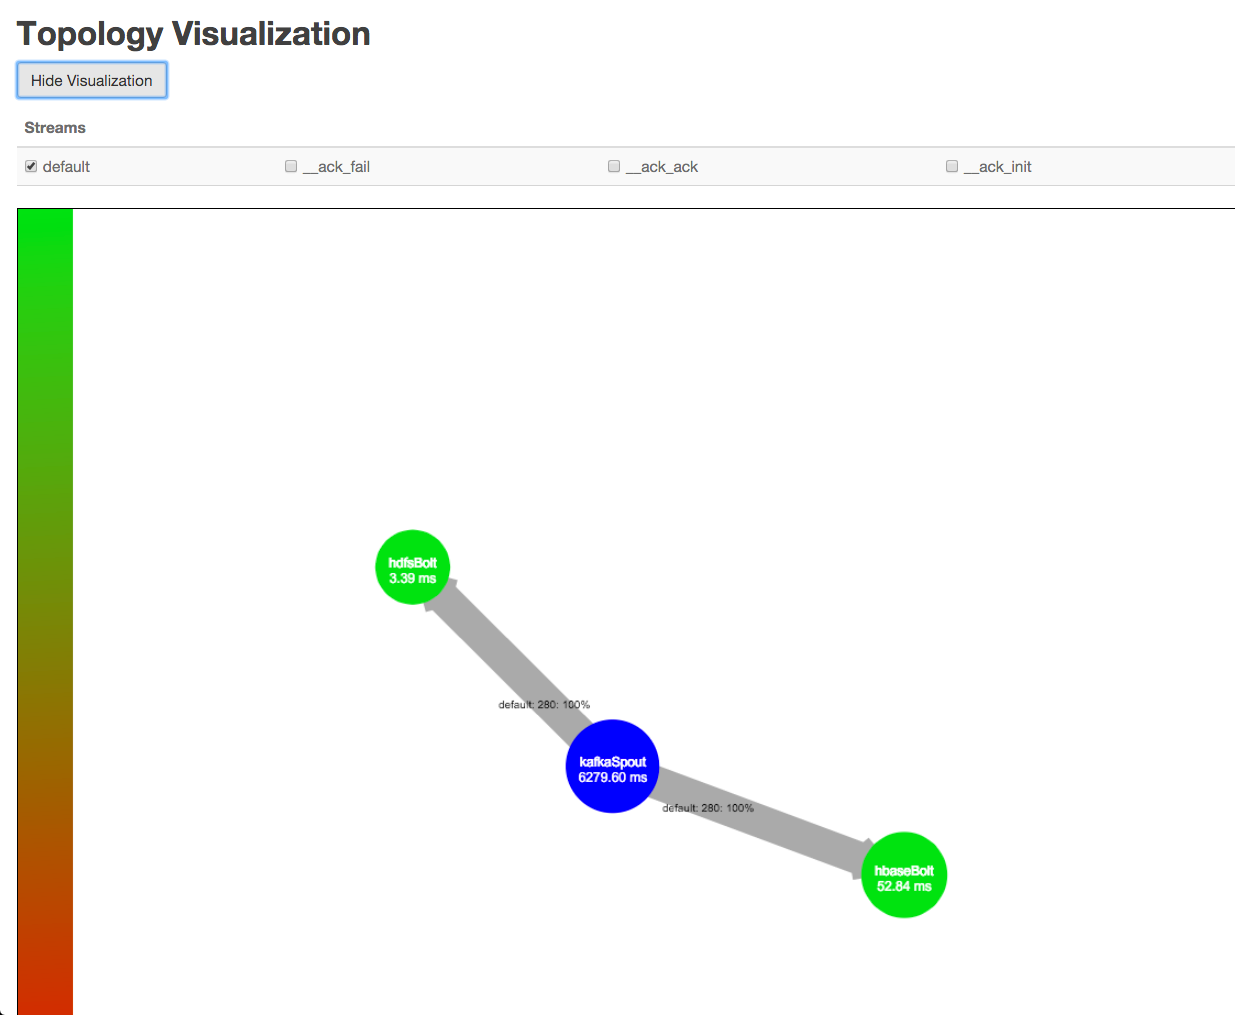 Topology Visualization
Hide Visualization
Streams
default
__ack_fail
__ack_ack
__ack_init
hdfsBolt
3.39 ms
default: 280: 100%
kafkaSpout
6279.60 ms
default: 280: 100%
hbaseBolt
52.84 ms